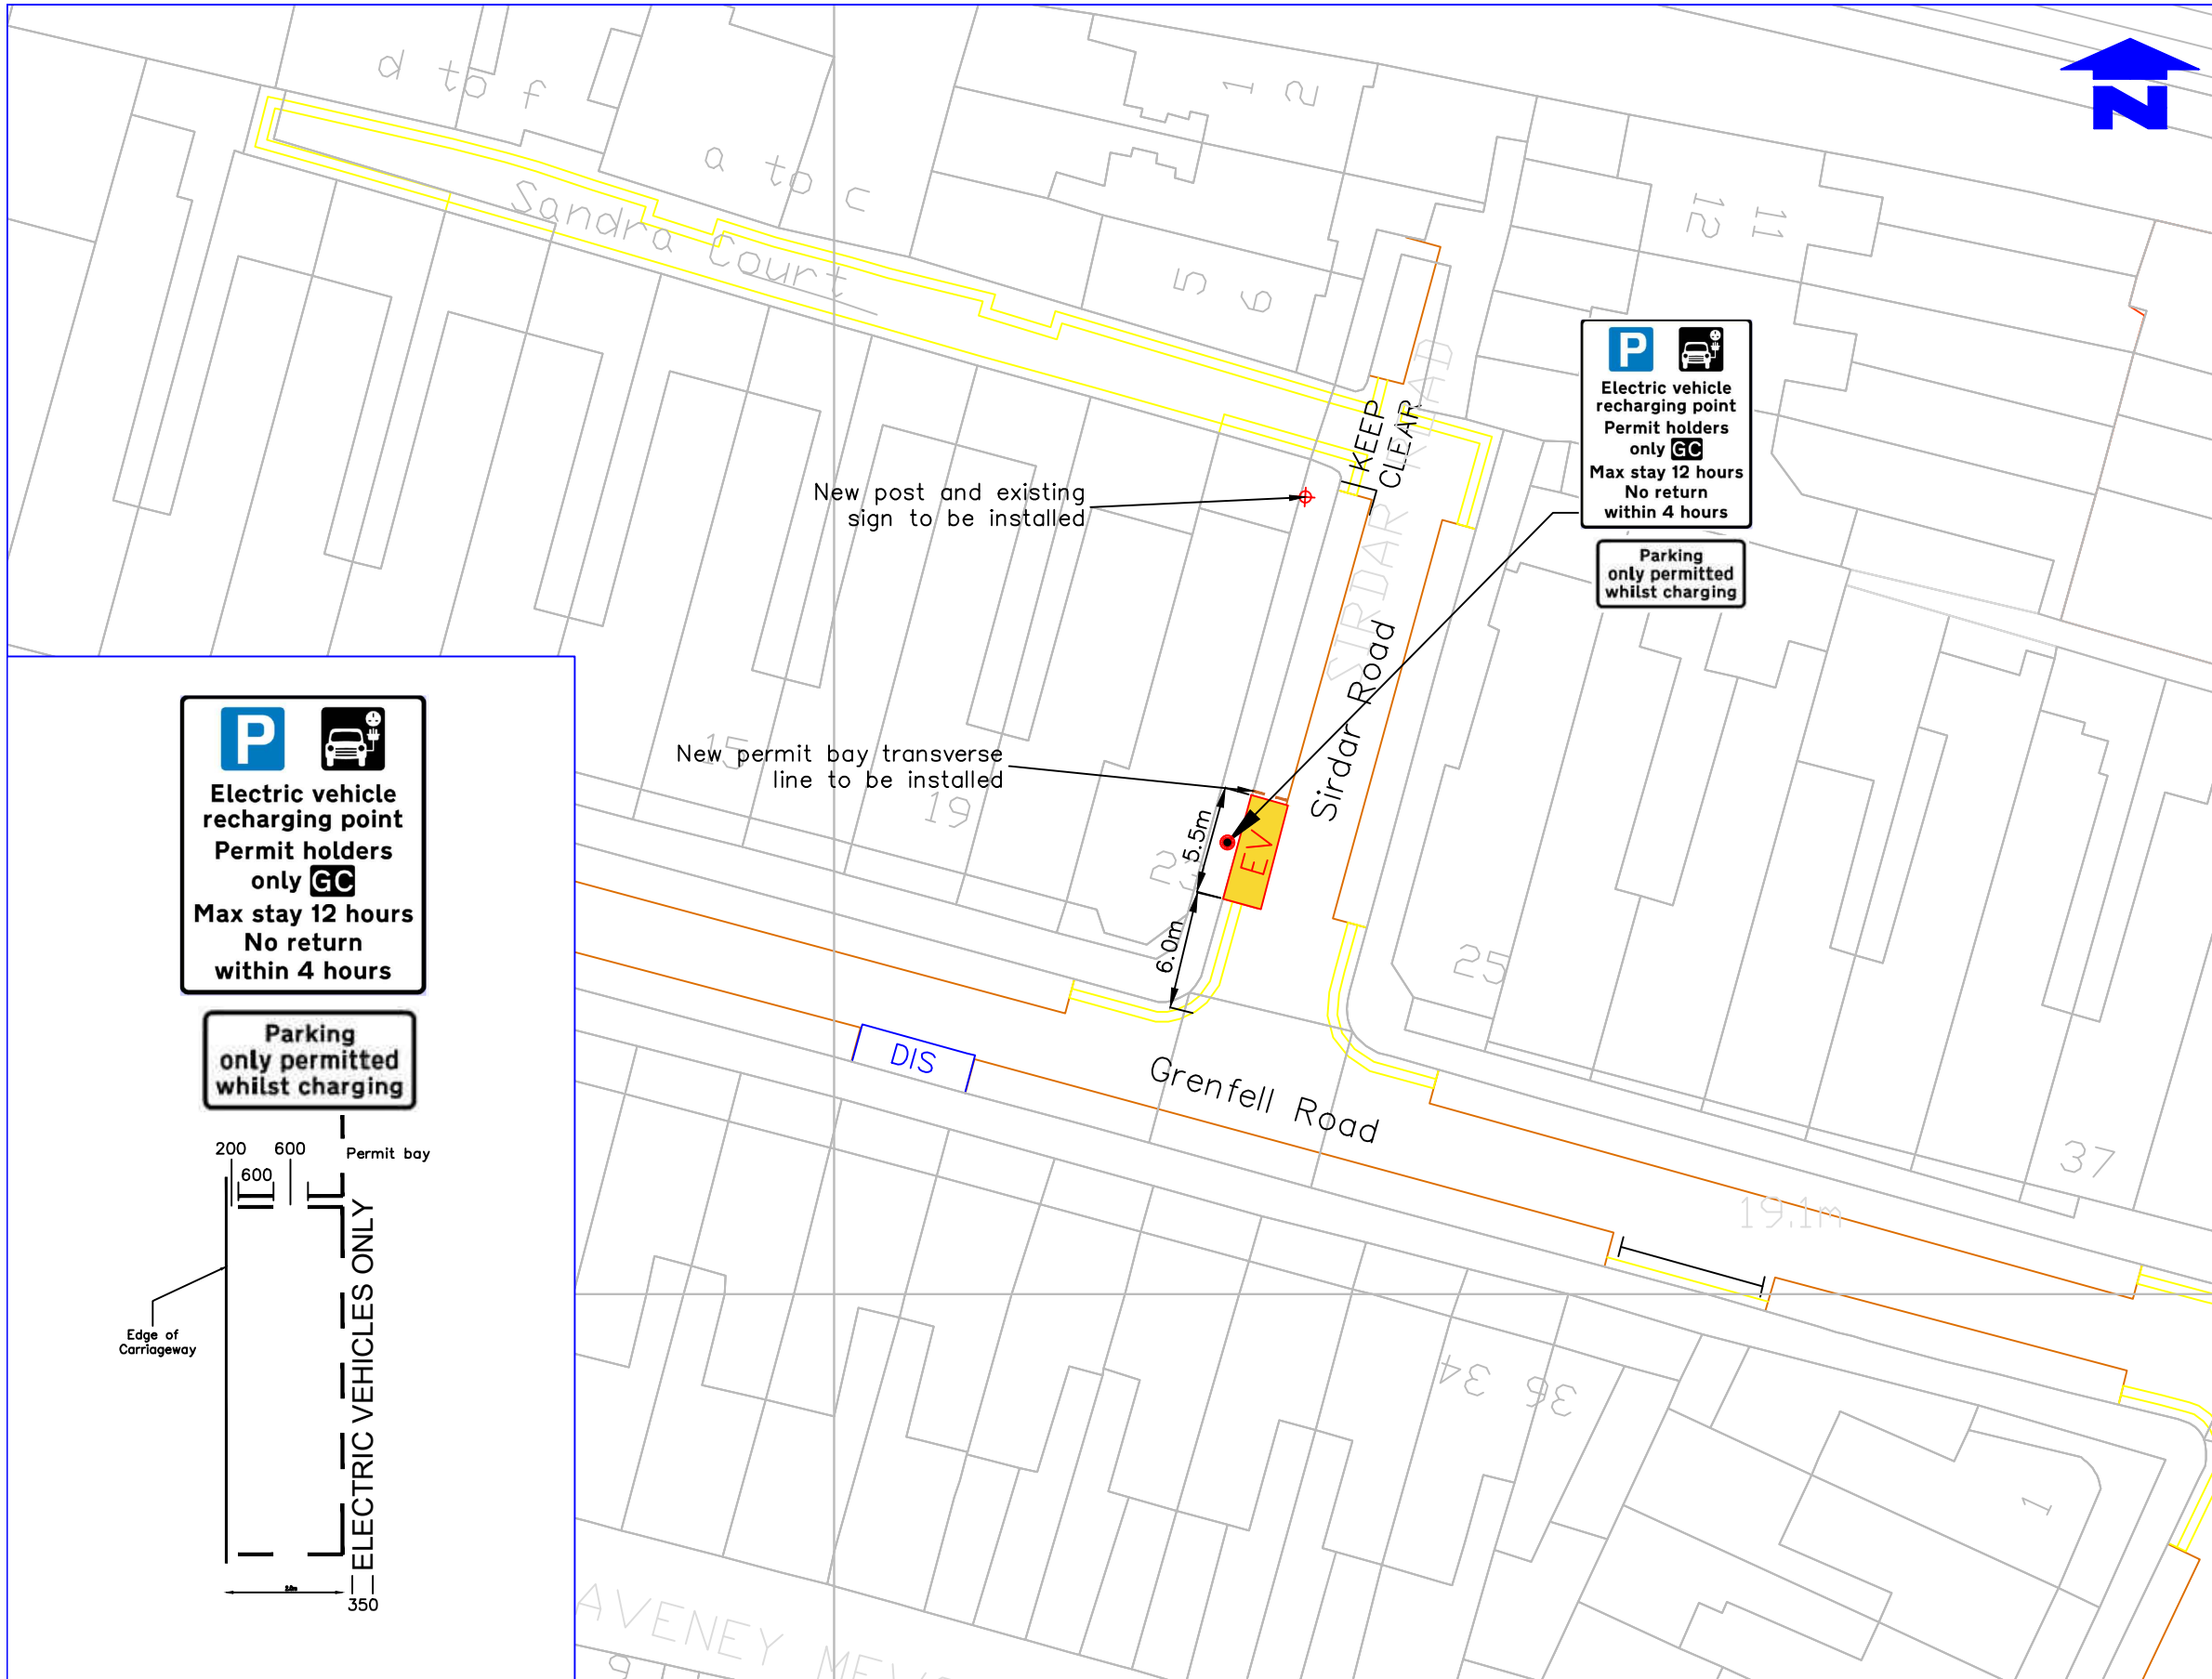 d to f
a to c
Sandra Court
1
2
5
6
12
11
N
P
Electric vehicle
recharging point
Permit holders
only GC
Max stay 12 hours
No return
within 4 hours
Parking
only permitted
whilst charging
KEEP
CLEAR
SIRDAR ROAD
New post and existing
sign to be installed
Sirdar Road
New permit bay transverse
line to be installed
15
19
5.5m
EV
6.0m
25
DIS
Grenfell Road
37
19.1m
34
36
1
P
Electric vehicle
recharging point
Permit holders
only GC
Max stay 12 hours
No return
within 4 hours
Parking
only permitted
whilst charging
200
600
600
Permit bay
ELECTRIC VEHICLES ONLY
Edge of
Carriageway
350
AVENEY MEWS